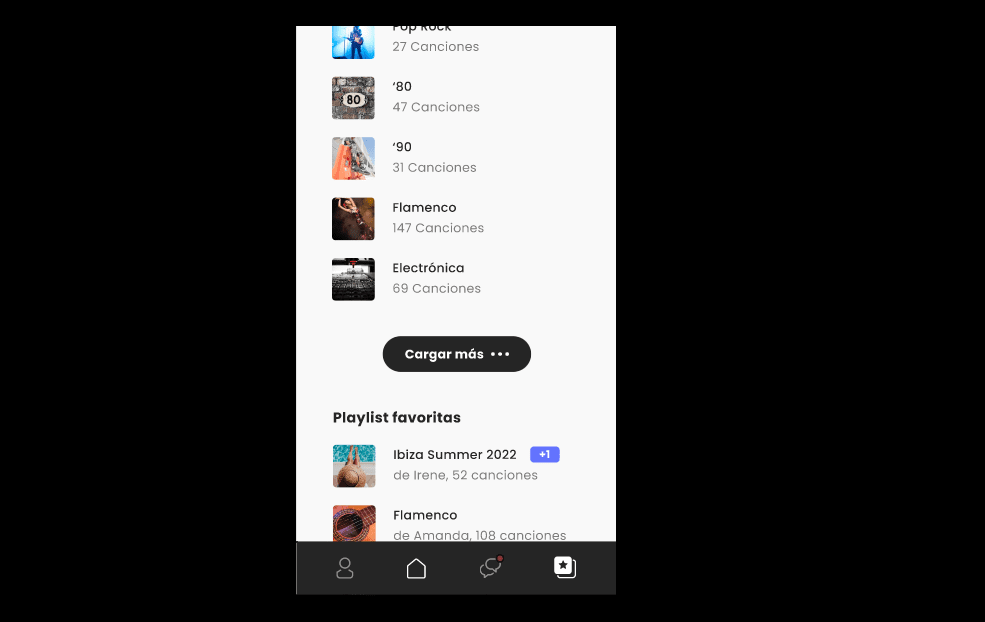 Pop Rock
27 Canciones
80
‘80
47 Canciones
‘90
31 Canciones
Flamenco
147 Canciones
Electrónica
69 Canciones
Cargar más •••
Playlist favoritas
Ibiza Summer 2022 +1
de Irene, 52 canciones
Flamenco
de Amanda, 108 canciones